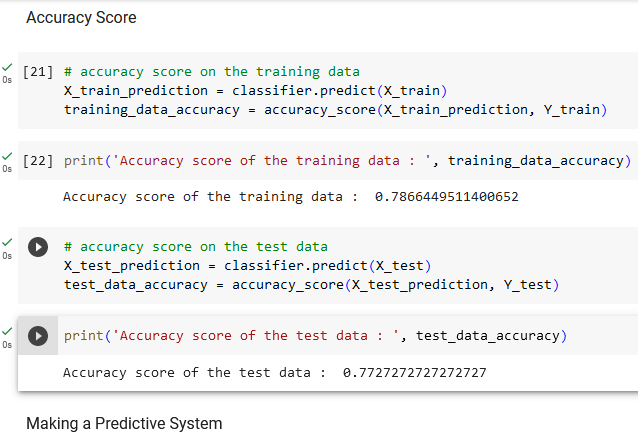 Accuracy Score
[21] # accuracy score on the training data
0s
X_train_prediction = classifier.predict(X_train)
training_data_accuracy = accuracy_score(X_train_prediction, Y_train)
[22] print('Accuracy score of the training data : ', training_data_accuracy)
0s
Accuracy score of the training data :  0.7866449511400652
# accuracy score on the test data
0s
X_test_prediction = classifier.predict(X_test)
test_data_accuracy = accuracy_score(X_test_prediction, Y_test)
print('Accuracy score of the test data : ', test_data_accuracy)
0s
Accuracy score of the test data :  0.7727272727272727
Making a Predictive System